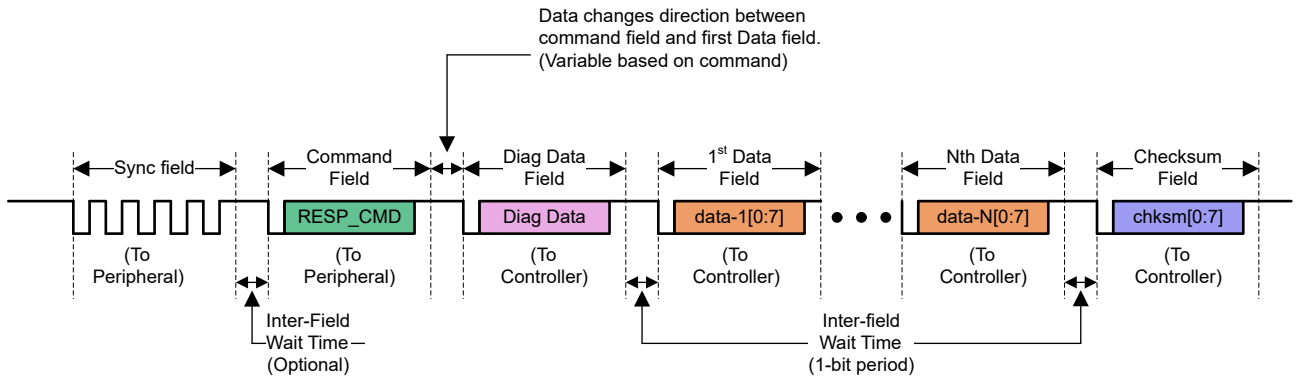 Data changes direction between
command field and first Data field.
(Variable based on command)
Sync field
Command
Field
Diag Data
Field
1st Data
Field
Nth Data
Field
Checksum
Field
RESP_CMD
Diag Data
data-1[0:7]
data-N[0:7]
chksm[0:7]
(To
Peripheral)
(To
Peripheral)
(To
Controller)
(To
Controller)
(To
Controller)
(To
Controller)
Inter-Field
Wait Time
(Optional)
Inter-field
Wait Time
(1-bit period)